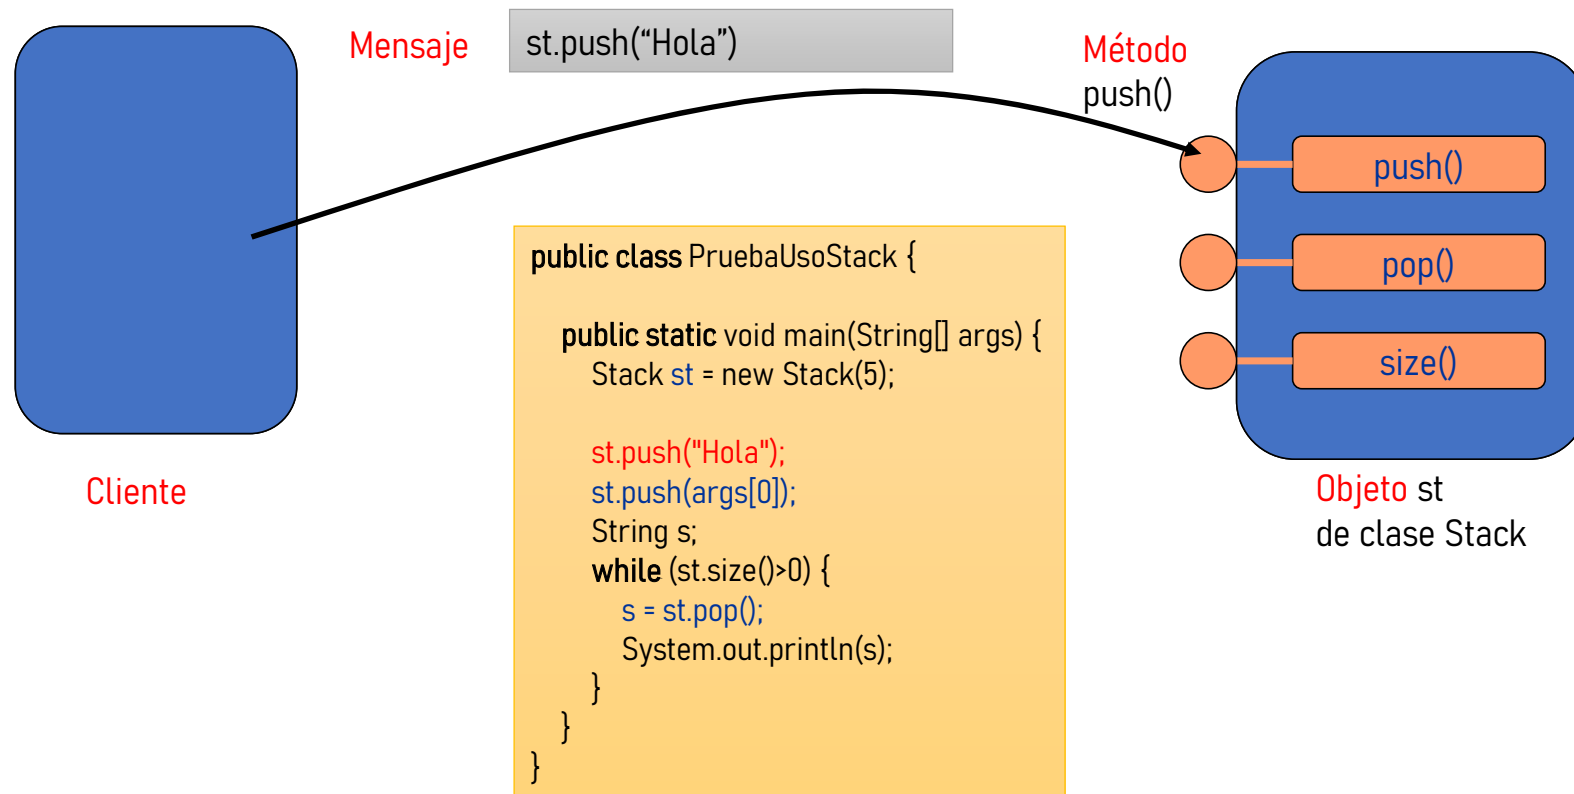 Mensaje
st.push(“Hola”)
Método
push()
push()
pop()
size()
public class PruebaUsoStack {
public static void main(String[] args) {
Stack st = new Stack(5);
st.push("Hola");
st.push(args[0]);
String s;
while (st.size()>0) {
s = st.pop();
System.out.println(s);
}
}
}
Cliente
Objeto st
de clase Stack